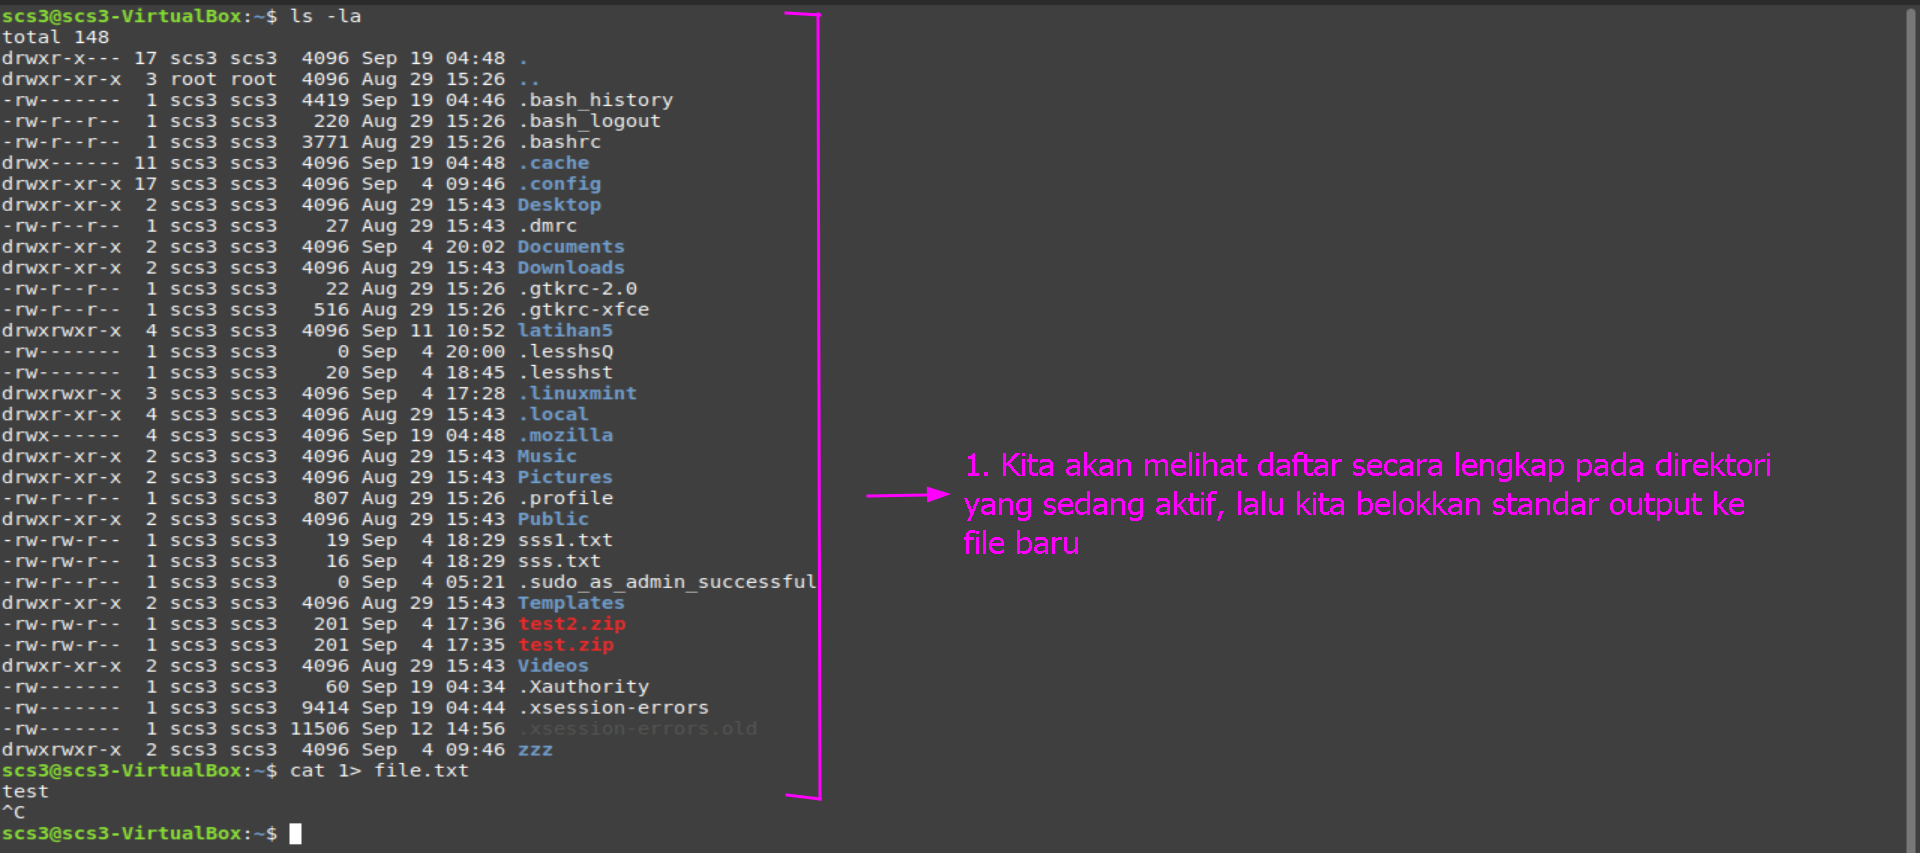 scs3@scs3-VirtualBox:~$ ls -la
total 148
drwxr-x--- 17 scs3 scs3  4096 Sep 19 04:48 .
drwxr-xr-x  3 root root  4096 Aug 29 15:26 ..
-rw-------  1 scs3 scs3  4419 Sep 19 04:46 .bash_history
-rw-r--r--  1 scs3 scs3   220 Aug 29 15:26 .bash_logout
-rw-r--r--  1 scs3 scs3  3771 Aug 29 15:26 .bashrc
drwx------ 11 scs3 scs3  4096 Sep 19 04:48 .cache
drwxr-xr-x 17 scs3 scs3  4096 Sep  4 09:46 .config
drwxr-xr-x  2 scs3 scs3  4096 Aug 29 15:43 Desktop
-rw-r--r--  1 scs3 scs3    27 Aug 29 15:43 .dmrc
drwxr-xr-x  2 scs3 scs3  4096 Sep  4 20:02 Documents
drwxr-xr-x  2 scs3 scs3  4096 Aug 29 15:43 Downloads
-rw-r--r--  1 scs3 scs3    22 Aug 29 15:26 .gtkrc-2.0
-rw-r--r--  1 scs3 scs3   516 Aug 29 15:26 .gtkrc-xfce
drwxrwxr-x  4 scs3 scs3  4096 Sep 11 10:52 latihan5
-rw-------  1 scs3 scs3     0 Sep  4 20:00 .lesshsQ
-rw-------  1 scs3 scs3    20 Sep  4 18:45 .lesshst
drwxrwxr-x  3 scs3 scs3  4096 Sep  4 17:28 .linuxmint
drwxr-xr-x  4 scs3 scs3  4096 Aug 29 15:43 .local
drwx------  4 scs3 scs3  4096 Sep 19 04:48 .mozilla
drwxr-xr-x  2 scs3 scs3  4096 Aug 29 15:43 Music
drwxr-xr-x  2 scs3 scs3  4096 Aug 29 15:43 Pictures
-rw-r--r--  1 scs3 scs3   807 Aug 29 15:26 .profile
drwxr-xr-x  2 scs3 scs3  4096 Aug 29 15:43 Public
-rw-rw-r--  1 scs3 scs3    19 Sep  4 18:29 sss1.txt
-rw-rw-r--  1 scs3 scs3    16 Sep  4 18:29 sss.txt
-rw-r--r--  1 scs3 scs3     0 Sep  4 05:21 .sudo_as_admin_successful
drwxr-xr-x  2 scs3 scs3  4096 Aug 29 15:43 Templates
-rw-rw-r--  1 scs3 scs3   201 Sep  4 17:36 test2.zip
-rw-rw-r--  1 scs3 scs3   201 Sep  4 17:35 test.zip
drwxr-xr-x  2 scs3 scs3  4096 Aug 29 15:43 Videos
-rw-------  1 scs3 scs3    60 Sep 19 04:34 .Xauthority
-rw-------  1 scs3 scs3  9414 Sep 19 04:44 .xsession-errors
-rw-------  1 scs3 scs3 11506 Sep 12 14:56 .xsession-errors.old
drwxrwxr-x  2 scs3 scs3  4096 Sep  4 09:46 zzz
scs3@scs3-VirtualBox:~$ cat 1> file.txt
test
^C
scs3@scs3-VirtualBox:~$
1. Kita akan melihat daftar secara lengkap pada direktori
yang sedang aktif, lalu kita belokkan standar output ke
file baru